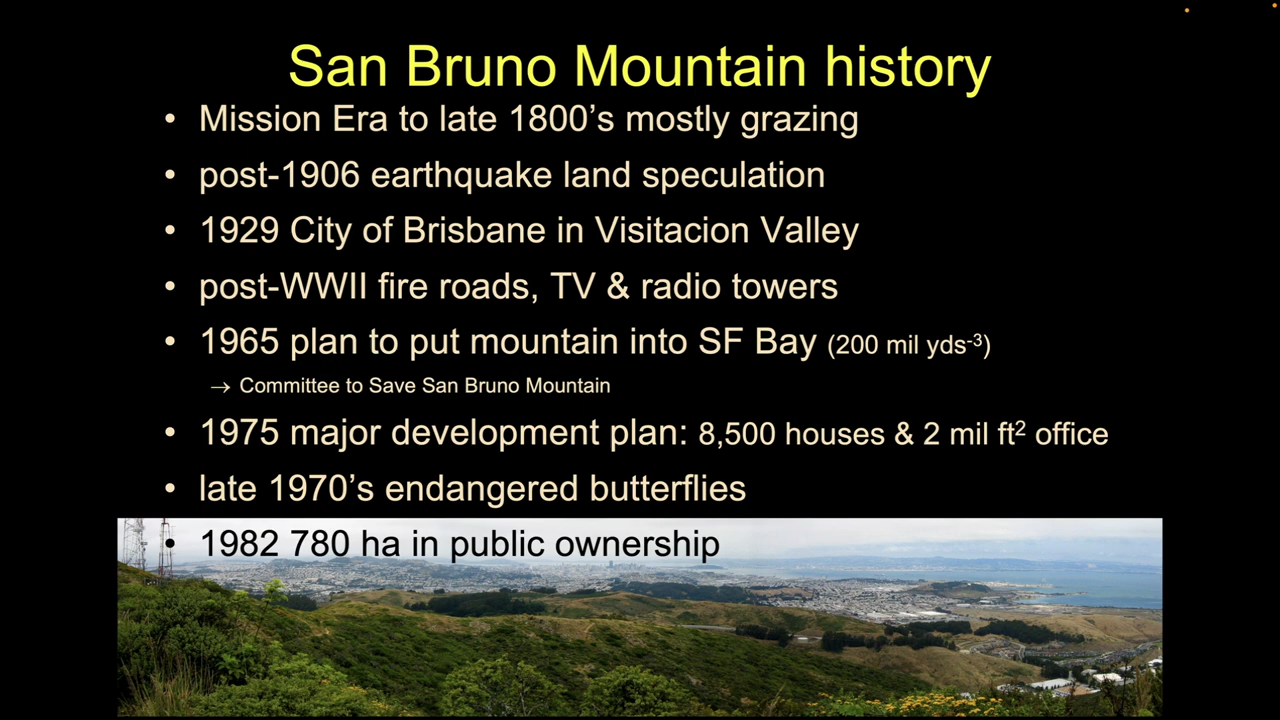 San Bruno Mountain history
• Mission Era to late 1800’s mostly grazing
• post-1906 earthquake land speculation
• 1929 City of Brisbane in Visitacion Valley
• post-WWII fire roads, TV & radio towers
• 1965 plan to put mountain into SF Bay (200 mil yds⁻³)
→ Committee to Save San Bruno Mountain
• 1975 major development plan: 8,500 houses & 2 mil ft² office
• late 1970’s endangered butterflies
• 1982 780 ha in public ownership